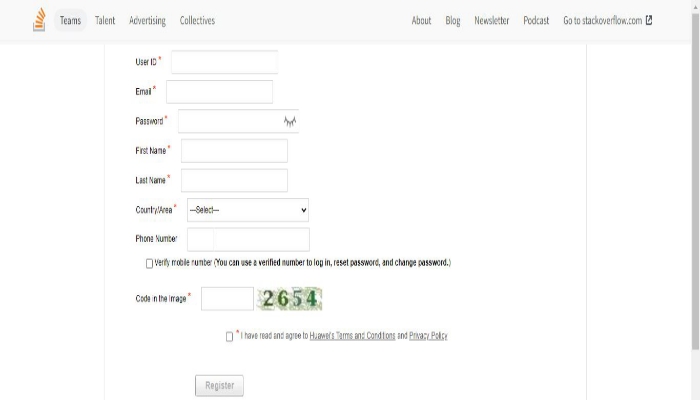 Teams Talent Advertising Collectives About Blog Newsletter Podcast Go to stackoverflow.com
User ID *
Email *
Password *
First Name *
Last Name *
Country/Area * ---Select---
Phone Number
Verify mobile number (You can use a verified number to log in, reset password, and change password.)
Code in the Image * 2654
* I have read and agree to Huawei's Terms and Conditions and Privacy Policy
Register